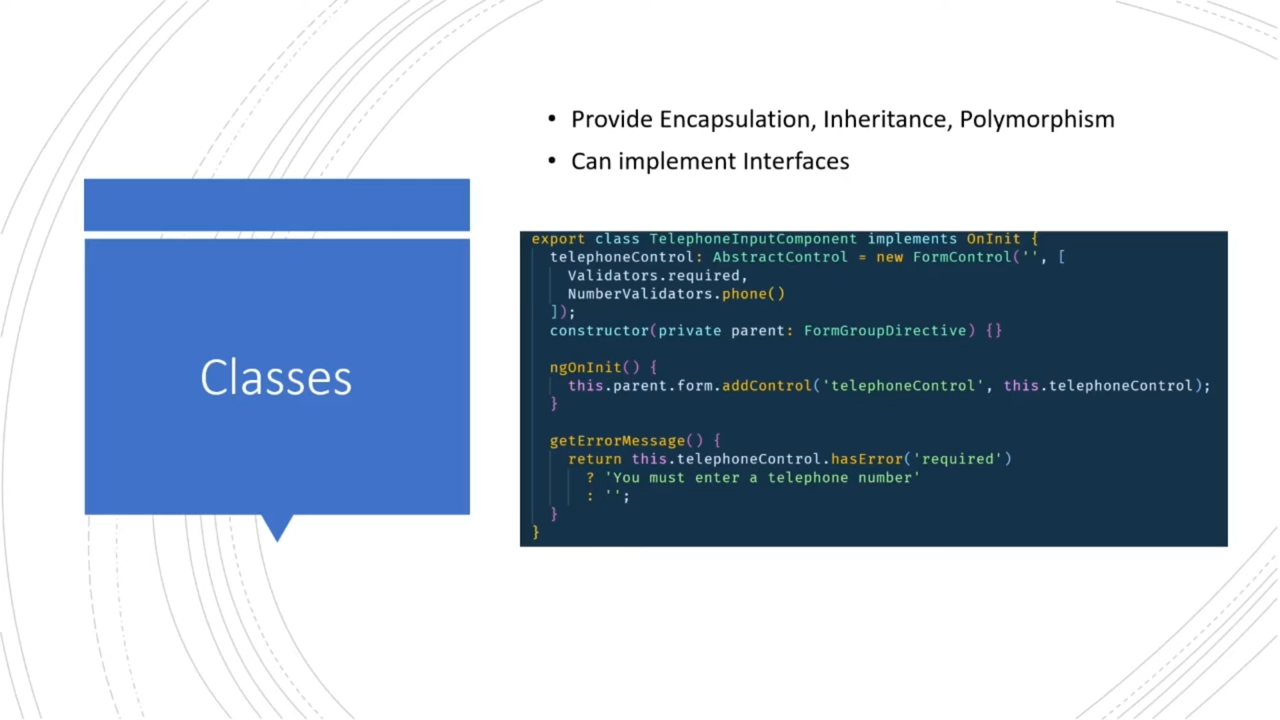 Classes
• Provide Encapsulation, Inheritance, Polymorphism
• Can implement Interfaces
export class TelephoneInputComponent implements OnInit {
  telephoneControl: AbstractControl = new FormControl('', [
    Validators.required,
    NumberValidators.phone()
  ]);
  constructor(private parent: FormGroupDirective) {}
  ngOnInit() {
    this.parent.form.addControl('telephoneControl', this.telephoneControl);
  }
  getErrorMessage() {
    return this.telephoneControl.hasError('required')
      ? 'You must enter a telephone number'
      : '';
  }
}